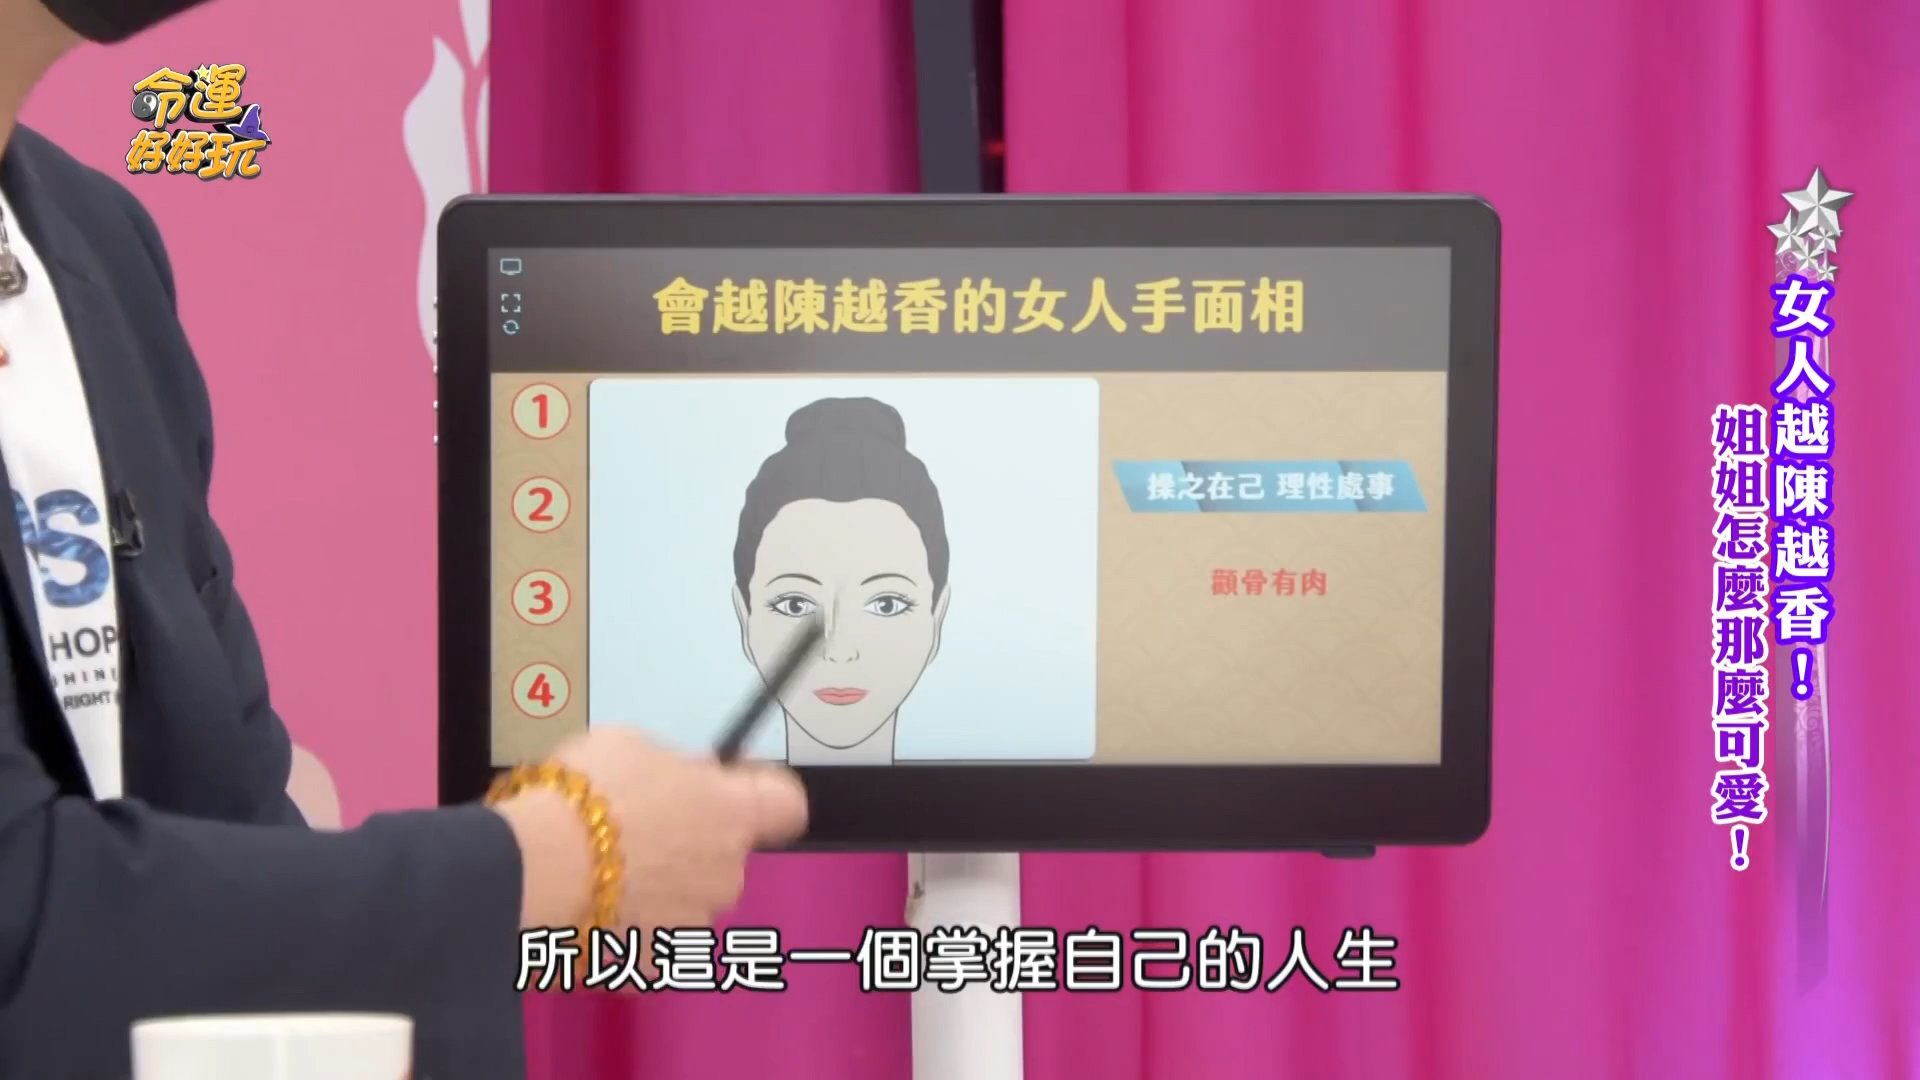 命運
好好玩
會越陳越香的女人手面相
1
2
3
4
操之在己 理性處事
顴骨有肉
女人越陳越香！
姐姐怎麼那麼可愛！
HOP
HINI
RIGHT
所以這是一個掌握自己的人生